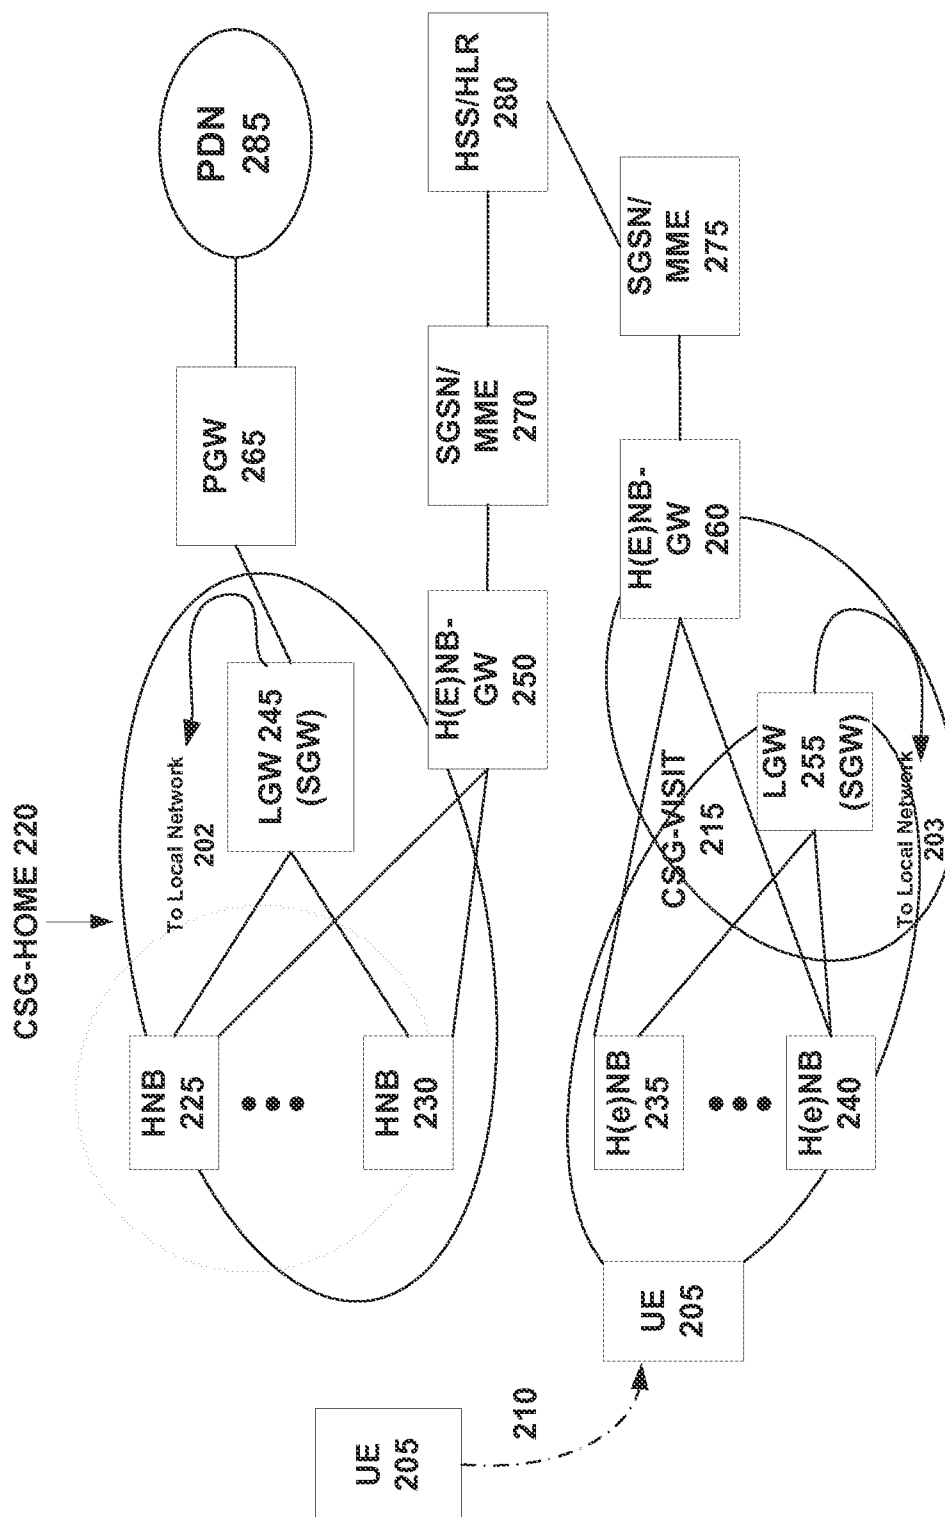 CSG-HOME 220
UE
205
210
UE
205
HNB
225
HNB
230
To Local Network
202
LGW 245
(SGW)
PGW
265
PDN
285
H(E)NB-
GW
250
SGSN/
MME
270
HSS/HLR
280
H(e)NB
235
H(e)NB
240
CSG-VISIT
215
LGW
255
(SGW)
To Local Network
203
H(E)NB-
GW
260
SGSN/
MME
275